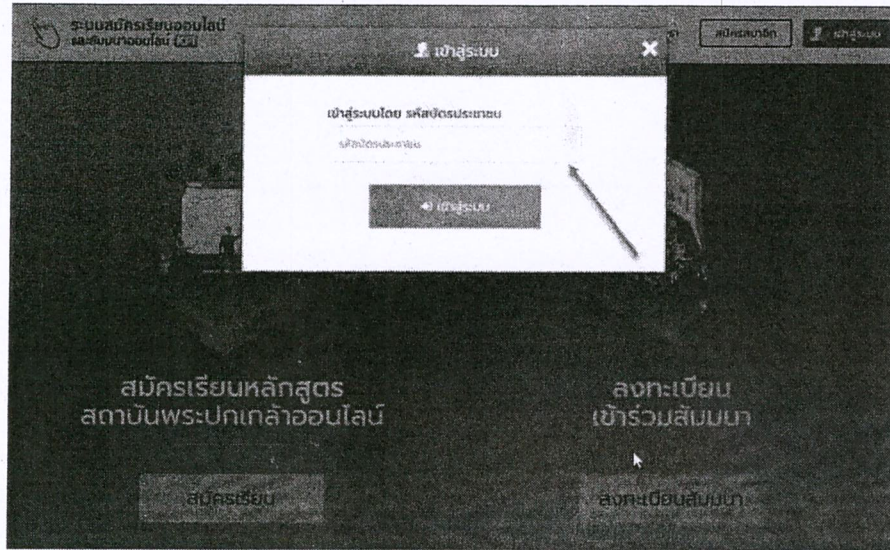 ระบบสมัครเรียนออนไลน์
และสัมมนาออนไลน์
สมัครสมาชิก
เข้าสู่ระบบ
เข้าสู่ระบบ
เข้าสู่ระบบโดย รหัสบัตรประชาชน
รหัสบัตรประชาชน
เข้าสู่ระบบ
สมัครเรียนหลักสูตร
สถาบันพระปกเกล้าออนไลน์
ลงทะเบียน
เข้าร่วมสัมมนา
สมัครเรียน
ลงทะเบียนสัมมนา